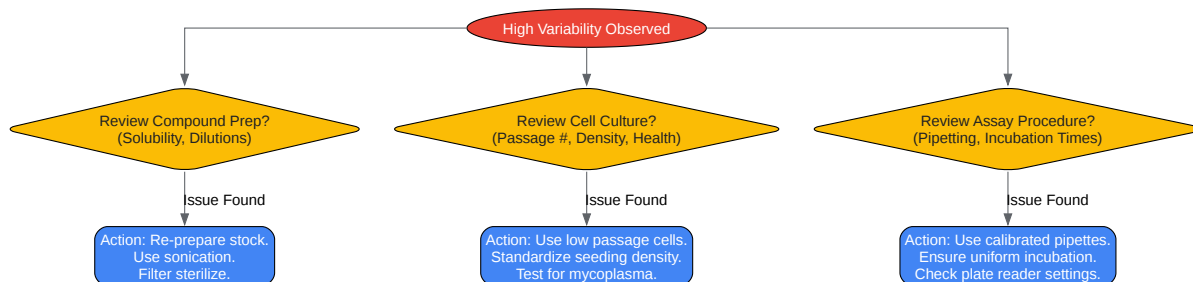 High Variability Observed
Review Compound Prep?
(Solubility, Dilutions)
Review Cell Culture?
(Passage #, Density, Health)
Review Assay Procedure?
(Pipetting, Incubation Times)
Issue Found
Issue Found
Issue Found
Action: Re-prepare stock.
Use sonication.
Filter sterilize.
Action: Use low passage cells.
Standardize seeding density.
Test for mycoplasma.
Action: Use calibrated pipettes.
Ensure uniform incubation.
Check plate reader settings.